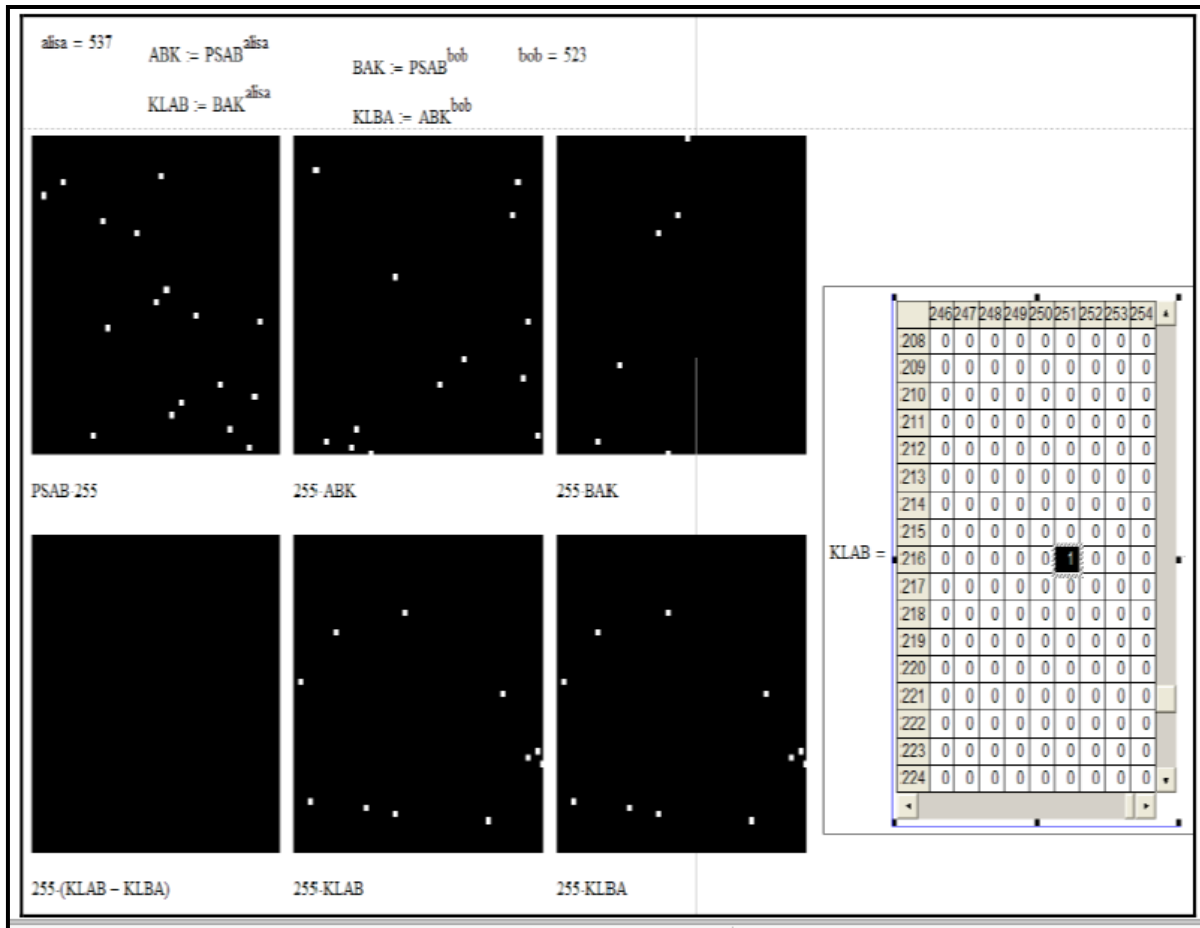 alisa = 537
ABK := PSAB^alisa
BAK := PSAB^bob
bob = 523
KLAB := BAK^alisa
KLBA := ABK^bob
PSAB·255
255·ABK
255·BAK
255·(KLAB – KLBA)
255·KLAB
255·KLBA
KLAB =
246 247 248 249 250 251 252 253 254
208 0 0 0 0 0 0 0 0 0
209 0 0 0 0 0 0 0 0 0
210 0 0 0 0 0 0 0 0 0
211 0 0 0 0 0 0 0 0 0
212 0 0 0 0 0 0 0 0 0
213 0 0 0 0 0 0 0 0 0
214 0 0 0 0 0 0 0 0 0
215 0 0 0 0 0 0 0 0 0
216 0 0 0 0 0 1 0 0 0
217 0 0 0 0 0 0 0 0 0
218 0 0 0 0 0 0 0 0 0
219 0 0 0 0 0 0 0 0 0
220 0 0 0 0 0 0 0 0 0
221 0 0 0 0 0 0 0 0 0
222 0 0 0 0 0 0 0 0 0
223 0 0 0 0 0 0 0 0 0
224 0 0 0 0 0 0 0 0 0